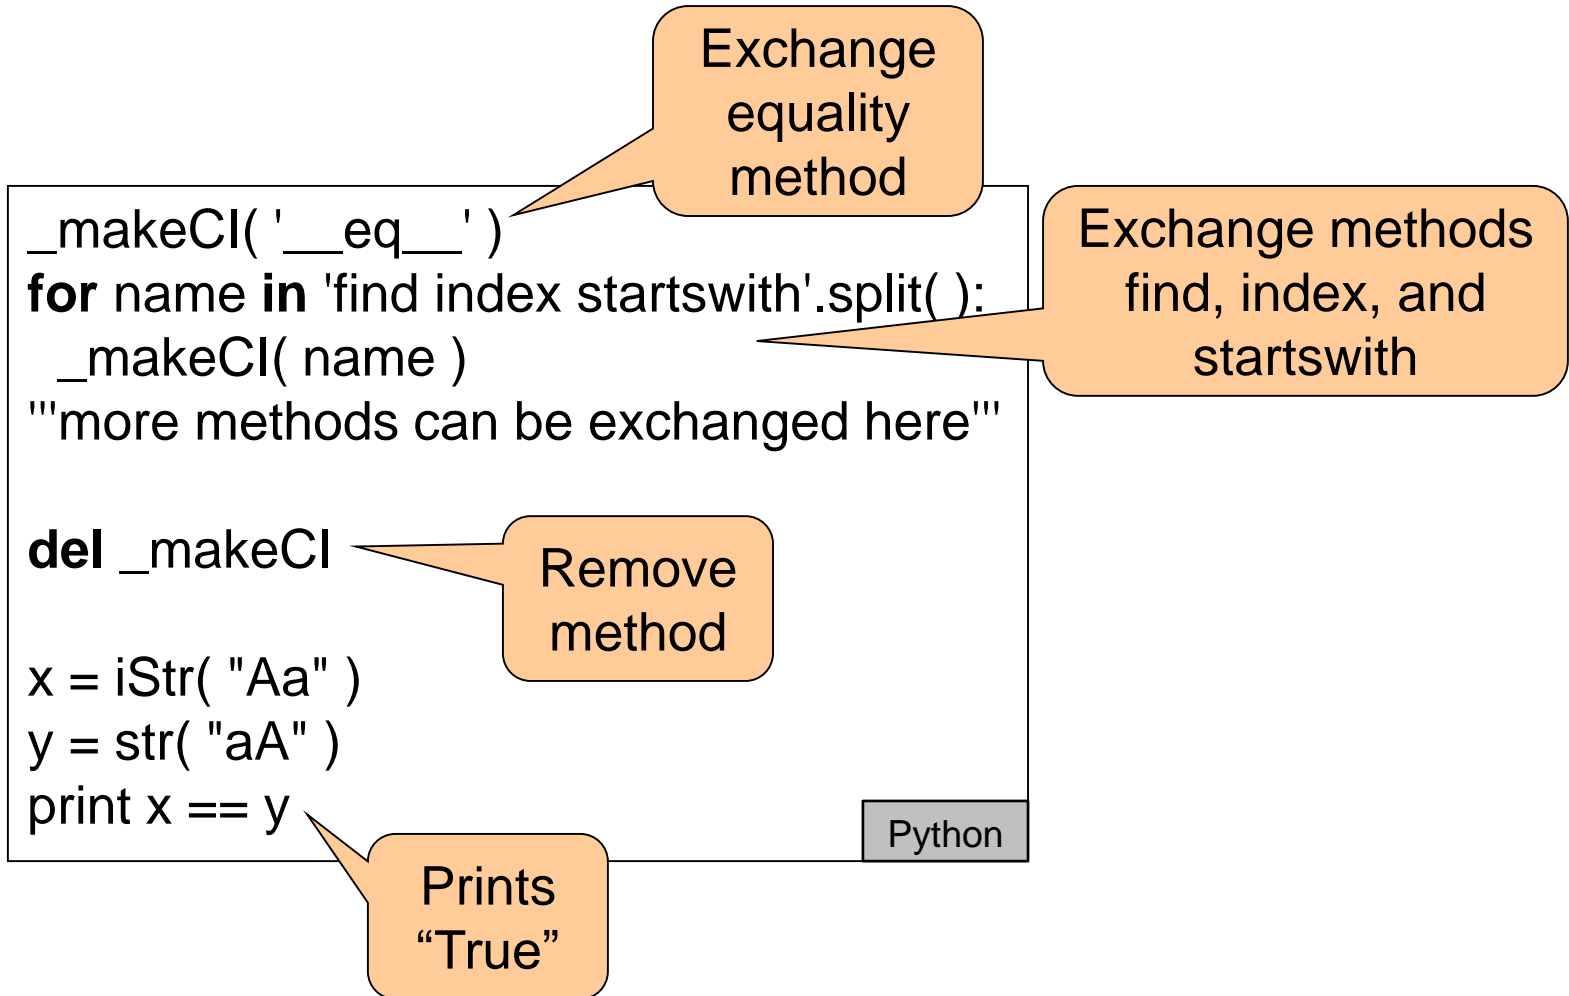 Exchange
equality
method
_makeCI( '__eq__' )
for name in 'find index startswith'.split( ):
_makeCI( name )
'''more methods can be exchanged here'''
Exchange methods
find, index, and
startswith
del _makeCI
Remove
method
x = iStr( "Aa" )
y = str( "aA" )
print x == y
Python
Prints
“True”